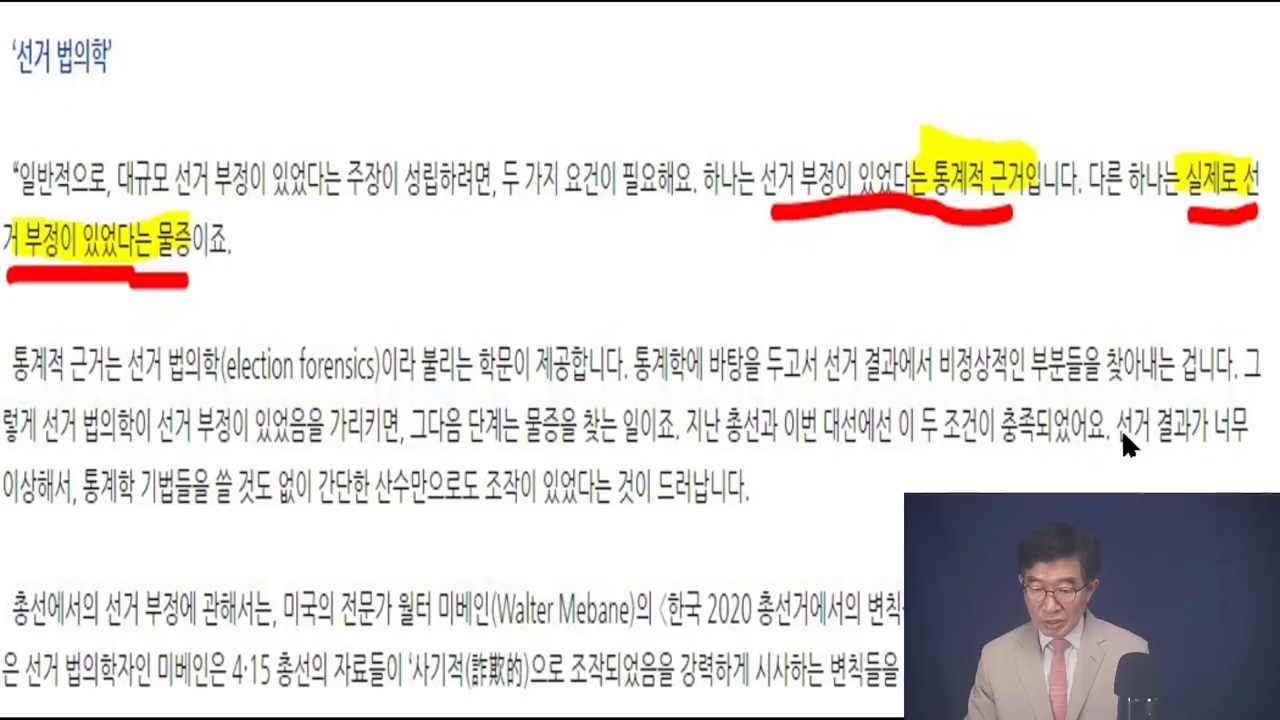 ‘선거 법의학’
“일반적으로, 대규모 선거 부정이 있었다는 주장이 성립하려면, 두 가지 요건이 필요해요. 하나는 선거 부정이 있었다는 통계적 근거입니다. 다른 하나는 실제로 선
거 부정이 있었다는 물증이죠.
통계적 근거는 선거 법의학(election forensics)이라 불리는 학문이 제공합니다. 통계학에 바탕을 두고서 선거 결과에서 비정상적인 부분들을 찾아내는 겁니다. 그
렇게 선거 법의학이 선거 부정이 있었음을 가리키면, 그다음 단계는 물증을 찾는 일이죠. 지난 총선과 이번 대선에선 이 두 조건이 충족되었어요. 선거 결과가 너무
이상해서, 통계학 기법들을 쓸 것도 없이 간단한 산수만으로도 조작이 있었다는 것이 드러납니다.
총선에서의 선거 부정에 관해서는, 미국의 전문가 월터 미베인(Walter Mebane)의 〈한국 2020 총선거에서의 변칙
은 선거 법의학자인 미베인은 4·15 총선의 자료들이 ‘사기적(詐欺的)으로 조작되었음을 강력하게 시사하는 변칙들을